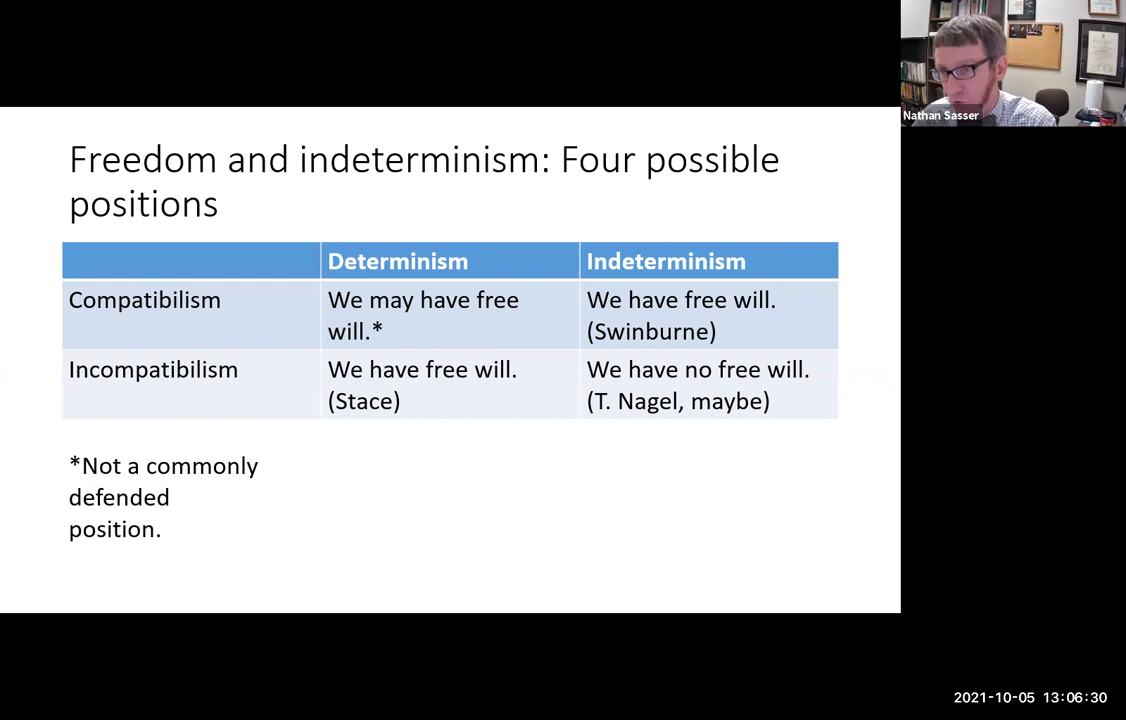 Freedom and indeterminism: Four possible
positions
Determinism
Indeterminism
Compatibilism
We may have free
will.*
We have free will.
(Swinburne)
Incompatibilism
We have free will.
(Stace)
We have no free will.
(T. Nagel, maybe)
*Not a commonly
defended
position.
Nathan Sasser
2021-10-05 13:06:30